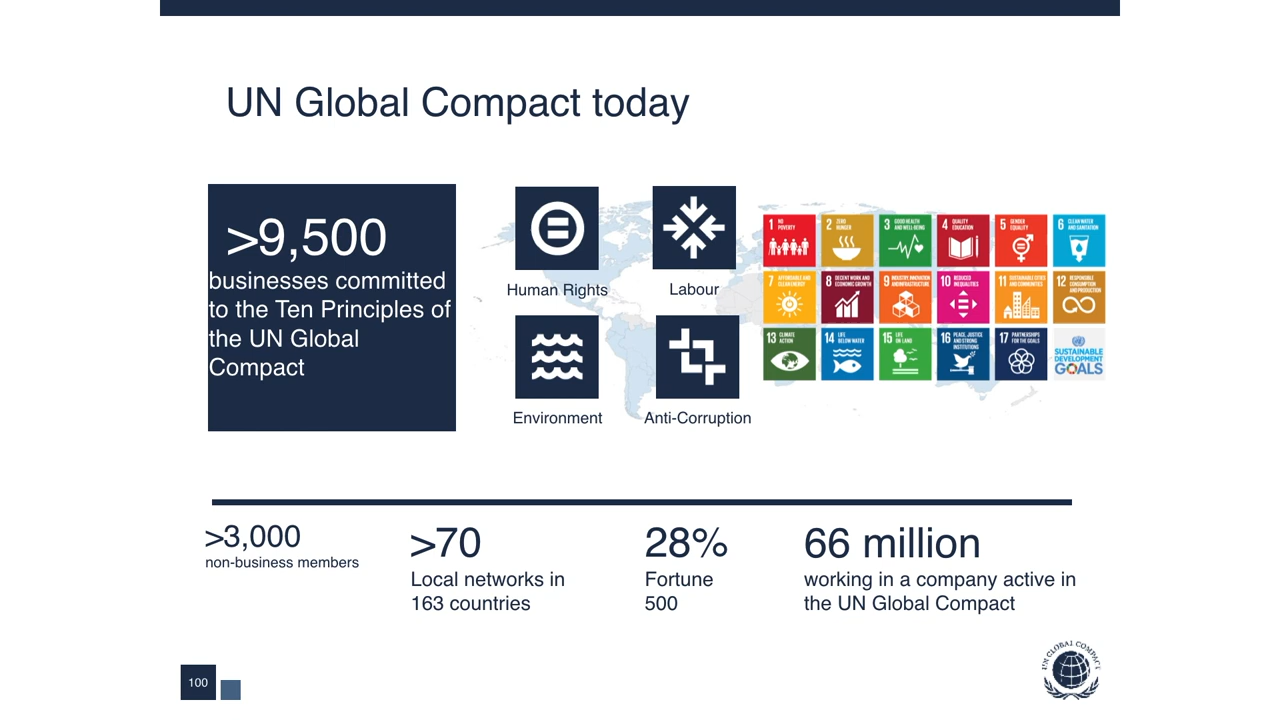 UN Global Compact today
>9,500
businesses committed
to the Ten Principles of
the UN Global
Compact
Human Rights
Labour
Environment
Anti-Corruption
1 NO
POVERTY
2 ZERO
HUNGER
3 GOOD HEALTH
AND WELL-BEING
4 QUALITY
EDUCATION
5 GENDER
EQUALITY
6 CLEAN WATER
AND SANITATION
7 AFFORDABLE AND
CLEAN ENERGY
8 DECENT WORK AND
ECONOMIC GROWTH
9 INDUSTRY, INNOVATION
AND INFRASTRUCTURE
10 REDUCED
INEQUALITIES
11 SUSTAINABLE CITIES
AND COMMUNITIES
12 RESPONSIBLE
CONSUMPTION
AND PRODUCTION
13 CLIMATE
ACTION
14 LIFE
BELOW WATER
15 LIFE
ON LAND
16 PEACE, JUSTICE
AND STRONG
INSTITUTIONS
17 PARTNERSHIPS
FOR THE GOALS
SUSTAINABLE
DEVELOPMENT
GOALS
>3,000
non-business members
>70
Local networks in
163 countries
28%
Fortune
500
66 million
working in a company active in
the UN Global Compact
100
UN GLOBAL COMPACT